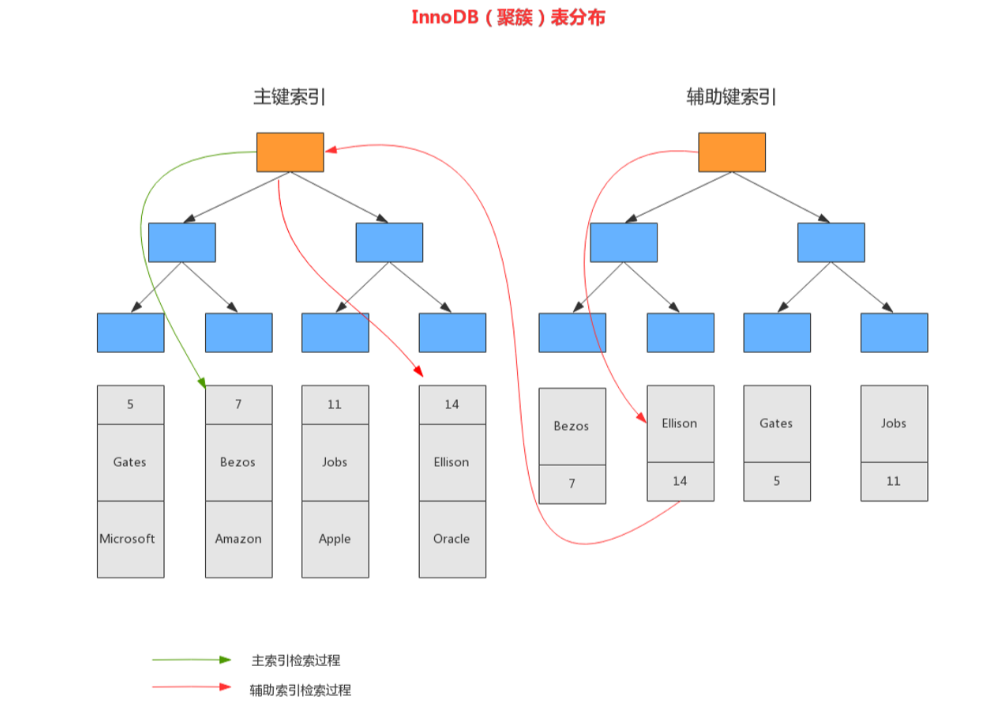 InnoDB（聚簇）表分布
主键索引
辅助键索引
5
7
11
14
Gates
Bezos
Jobs
Ellison
Microsoft
Amazon
Apple
Oracle
Bezos
Ellison
Gates
Jobs
7
14
5
11
主索引检索过程
辅助索引检索过程